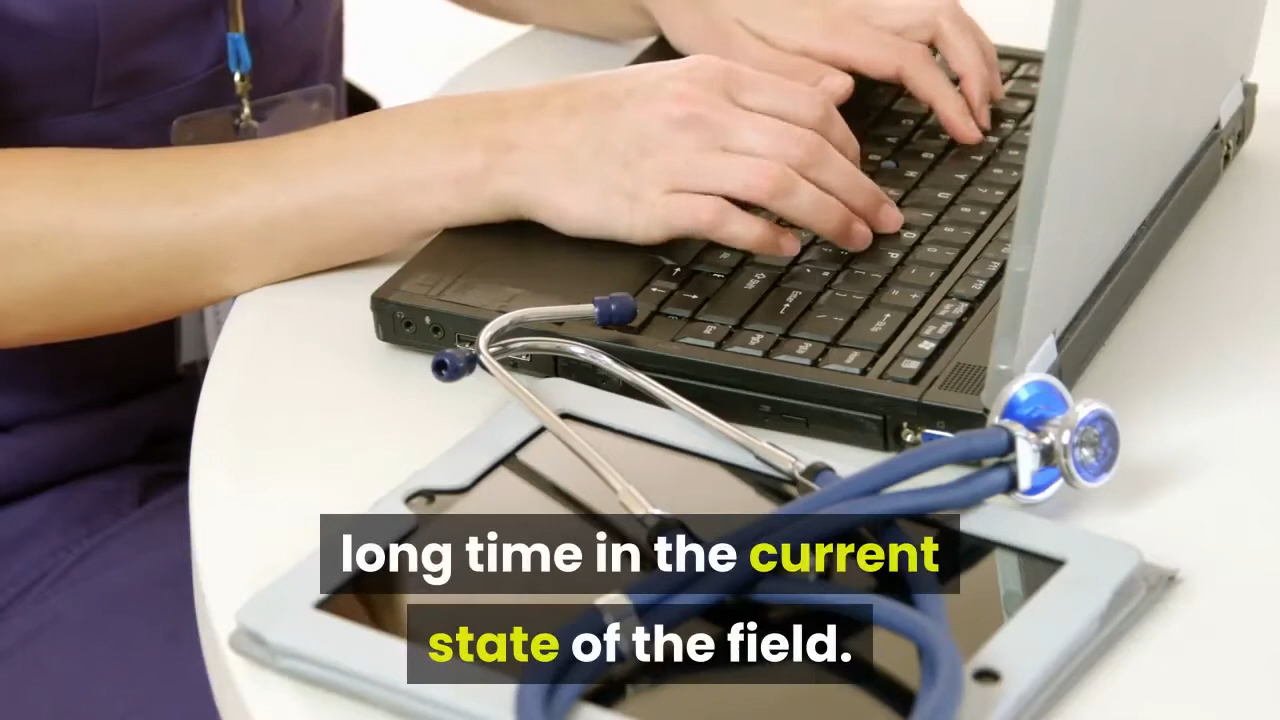 long time in the current
state of the field.